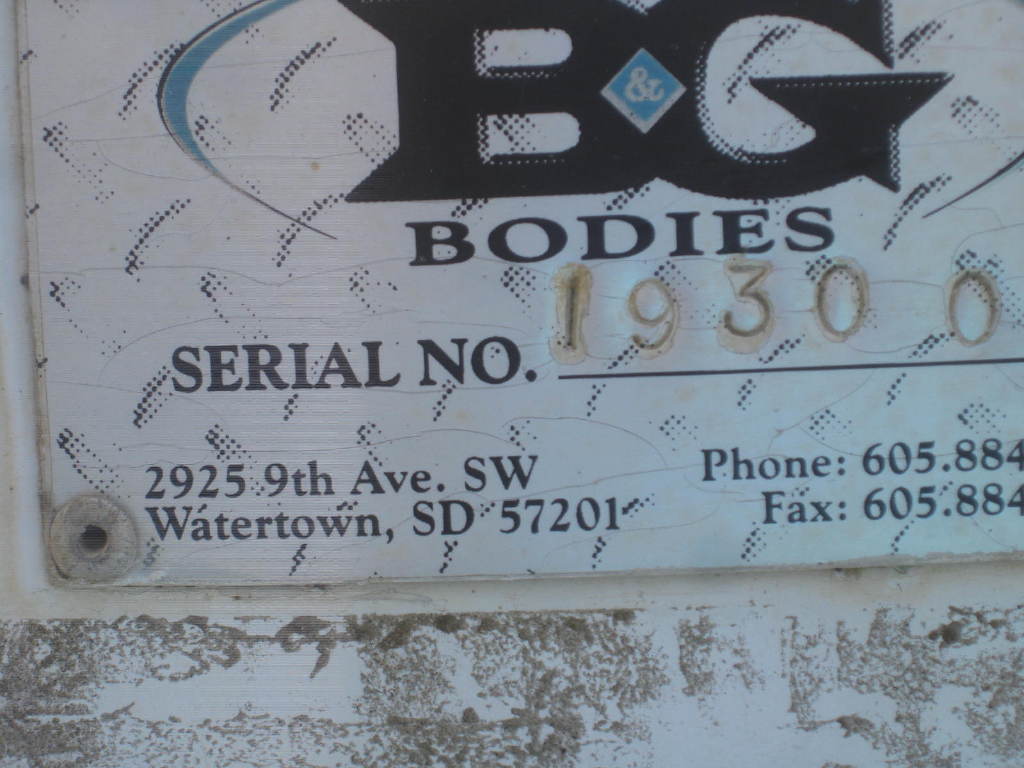 B&G
BODIES
SERIAL NO. 19300
2925 9th Ave. SW
Watertown, SD 57201
Phone: 605.884
Fax: 605.884